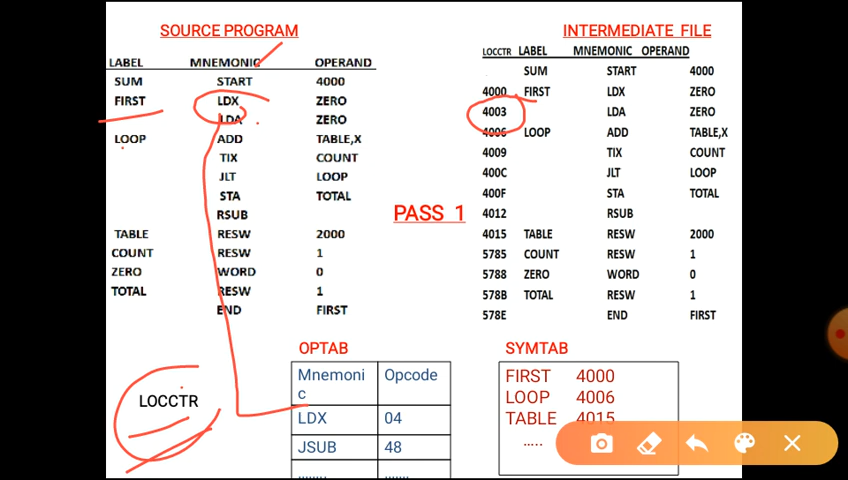 SOURCE PROGRAM
LABEL MNEMONIC OPERAND
SUM START 4000
FIRST LDX ZERO
LDA ZERO
LOOP ADD TABLE,X
TIX COUNT
JLT LOOP
STA TOTAL
RSUB
TABLE RESW 2000
COUNT RESW 1
ZERO WORD 0
TOTAL RESW 1
END FIRST
PASS 1
INTERMEDIATE FILE
LOCCTR LABEL MNEMONIC OPERAND
SUM START 4000
4000 FIRST LDX ZERO
4003 LDA ZERO
4006 LOOP ADD TABLE,X
4009 TIX COUNT
400C JLT LOOP
400F STA TOTAL
4012 RSUB
4015 TABLE RESW 2000
5785 COUNT RESW 1
5788 ZERO WORD 0
578B TOTAL RESW 1
578E END FIRST
LOCCTR
OPTAB
Mnemoni Opcode
c
LDX 04
JSUB 48
........ .......
SYMTAB
FIRST 4000
LOOP 4006
TABLE 4015
.....